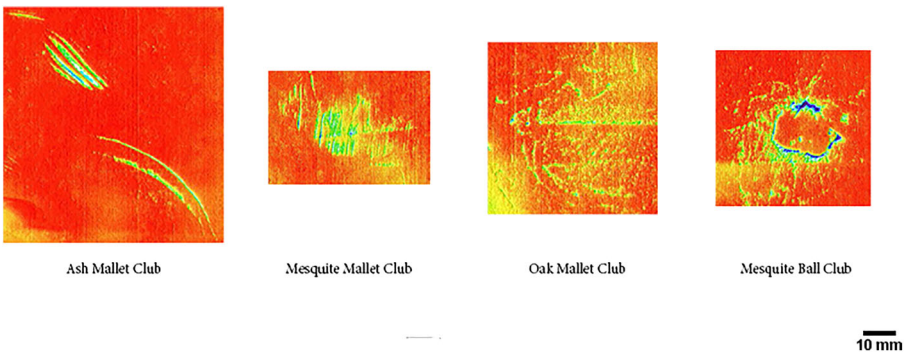 Ash Mallet Club
Mesquite Mallet Club
Oak Mallet Club
Mesquite Ball Club
10 mm